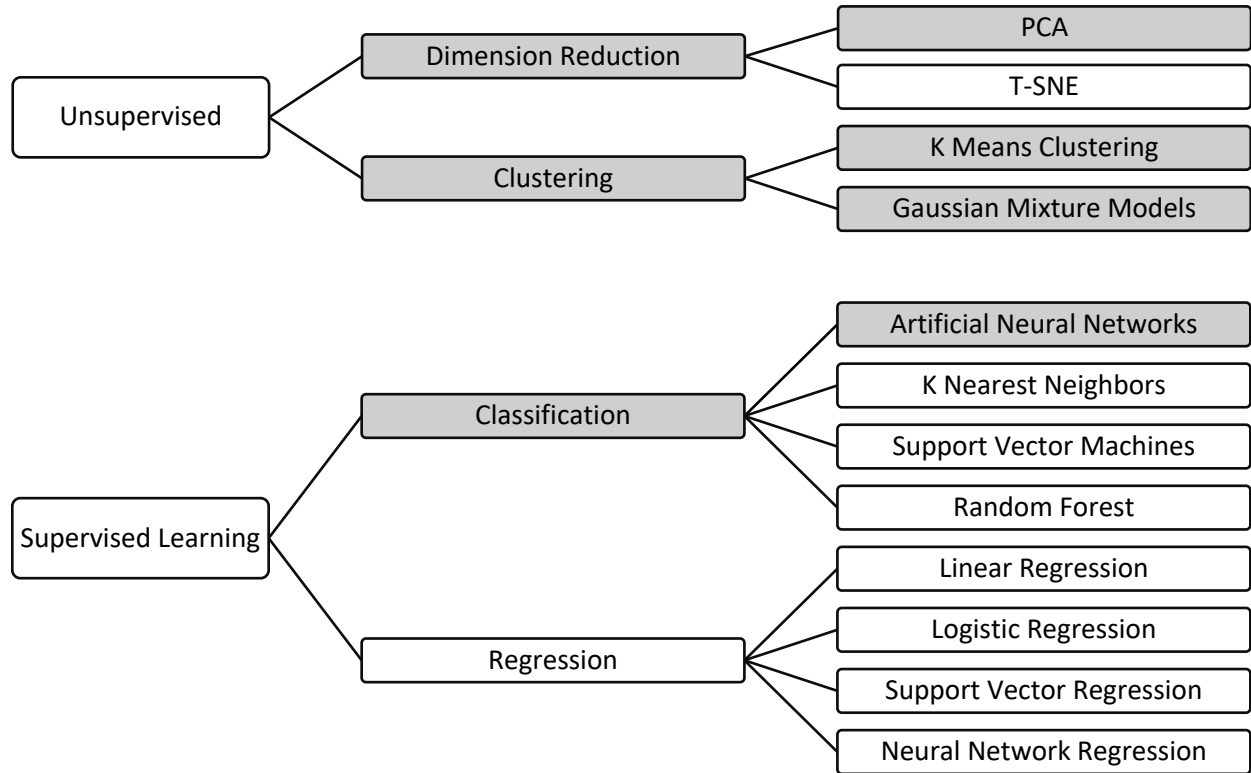 Unsupervised
Dimension Reduction
PCA
T-SNE
Clustering
K Means Clustering
Gaussian Mixture Models
Supervised Learning
Classification
Artificial Neural Networks
K Nearest Neighbors
Support Vector Machines
Random Forest
Regression
Linear Regression
Logistic Regression
Support Vector Regression
Neural Network Regression